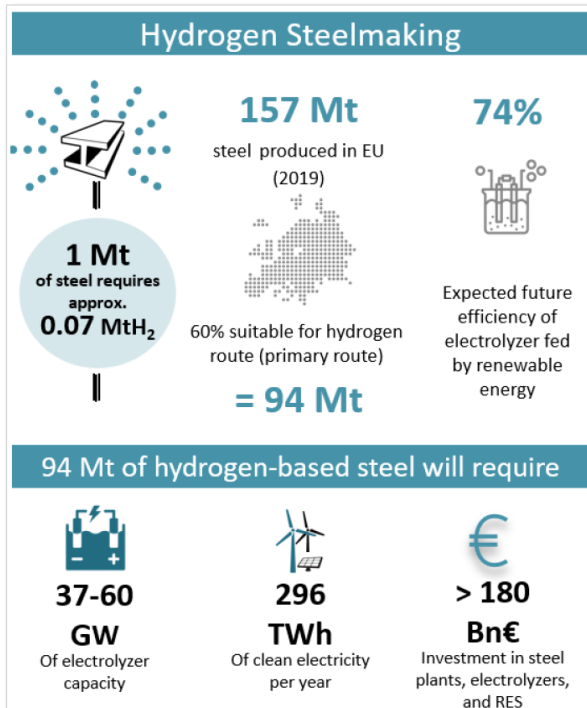 Hydrogen Steelmaking
1 Mt
of steel requires
approx.
0.07 MtH₂
157 Mt
steel produced in EU
(2019)
60% suitable for hydrogen
route (primary route)
= 94 Mt
74%
Expected future
efficiency of
electrolyzer fed
by renewable
energy
94 Mt of hydrogen-based steel will require
37-60
GW
Of electrolyzer
capacity
296
TWh
Of clean electricity
per year
€
> 180
Bn€
Investment in steel
plants, electrolyzers,
and RES